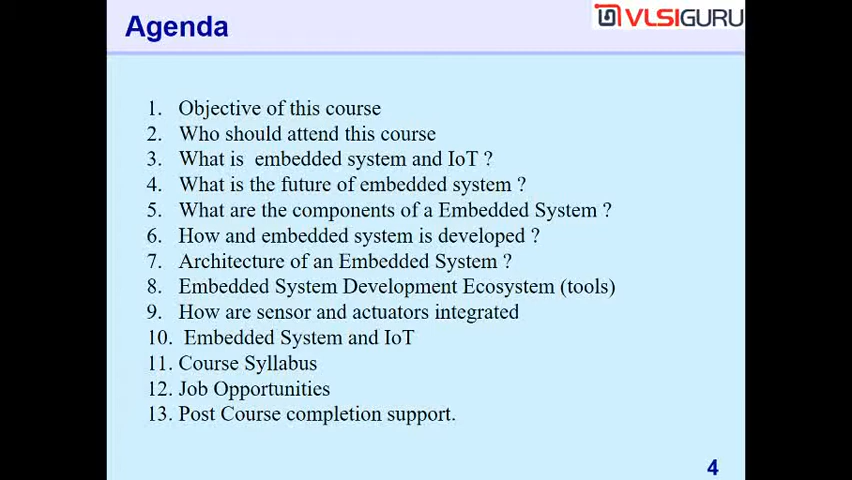 Agenda
VLSIGURU
1. Objective of this course
2. Who should attend this course
3. What is embedded system and IoT ?
4. What is the future of embedded system ?
5. What are the components of a Embedded System ?
6. How and embedded system is developed ?
7. Architecture of an Embedded System ?
8. Embedded System Development Ecosystem (tools)
9. How are sensor and actuators integrated
10. Embedded System and IoT
11. Course Syllabus
12. Job Opportunities
13. Post Course completion support.
4